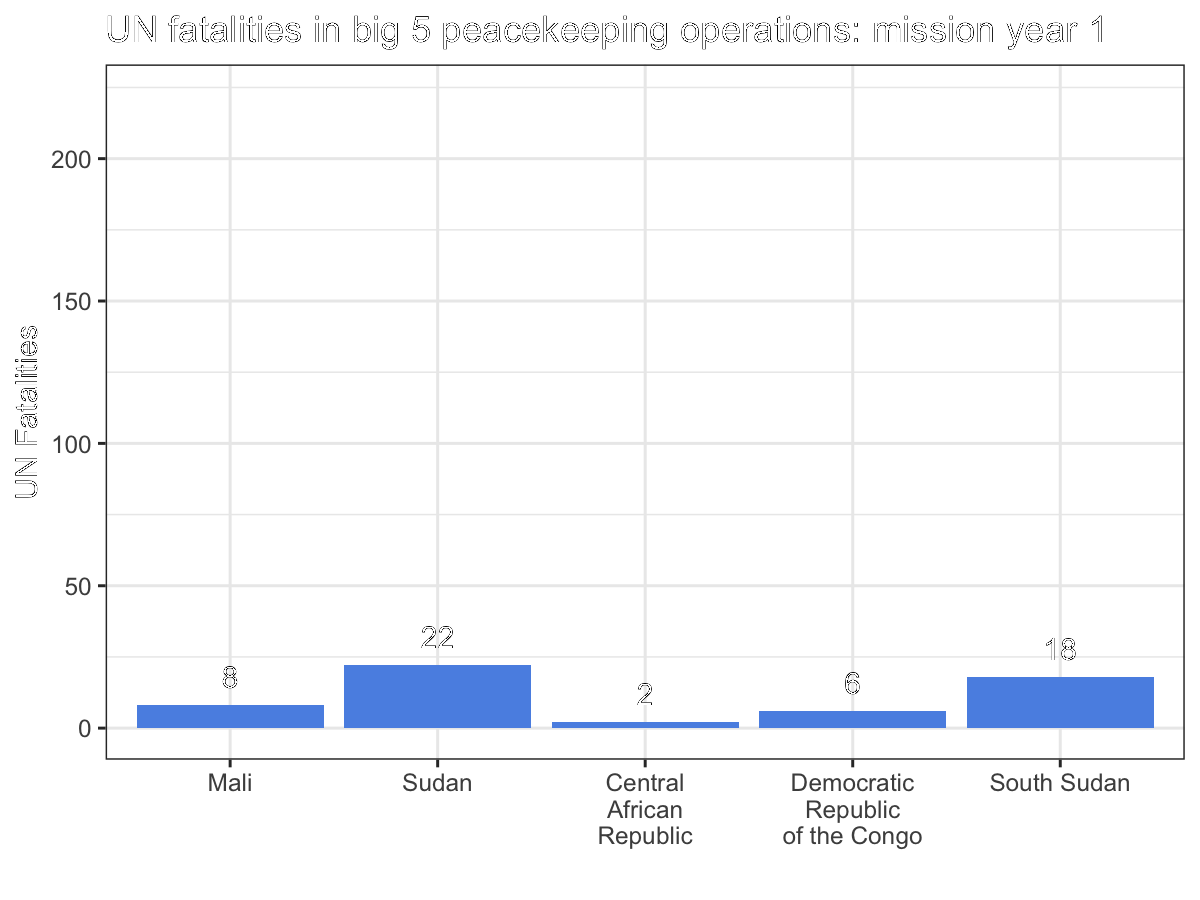 UN fatalities in big 5 peacekeeping operations: mission year 1
UN Fatalities
200
150
100
50
0
8
22
2
6
18
Mali
Sudan
Central
African
Republic
Democratic
Republic
of the Congo
South Sudan